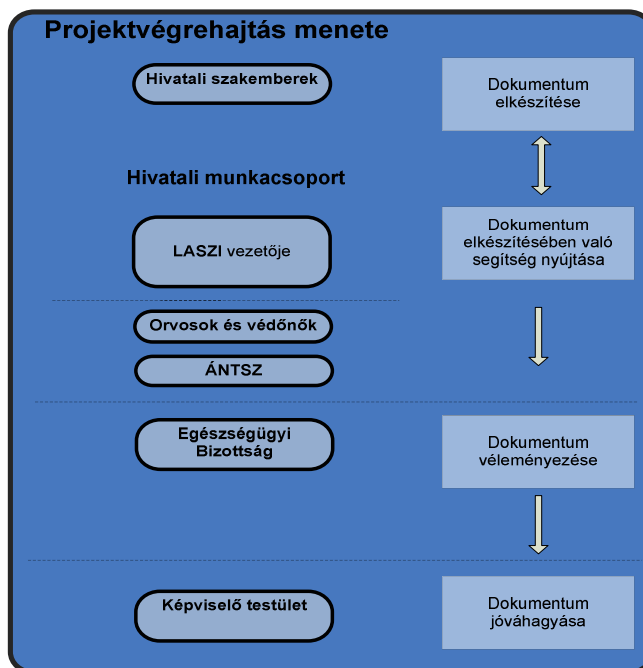 Projektvégrehajtás menete
Hivatali szakemberek
Dokumentum
elkészítése
Hivatali munkacsoport
LASZI vezetője
Dokumentum
elkészítésében való
segítség nyújtása
Orvosok és védőnők
ÁNTSZ
Egészségügyi
Bizottság
Dokumentum
véleményezése
Képviselő testület
Dokumentum
jóváhagyása